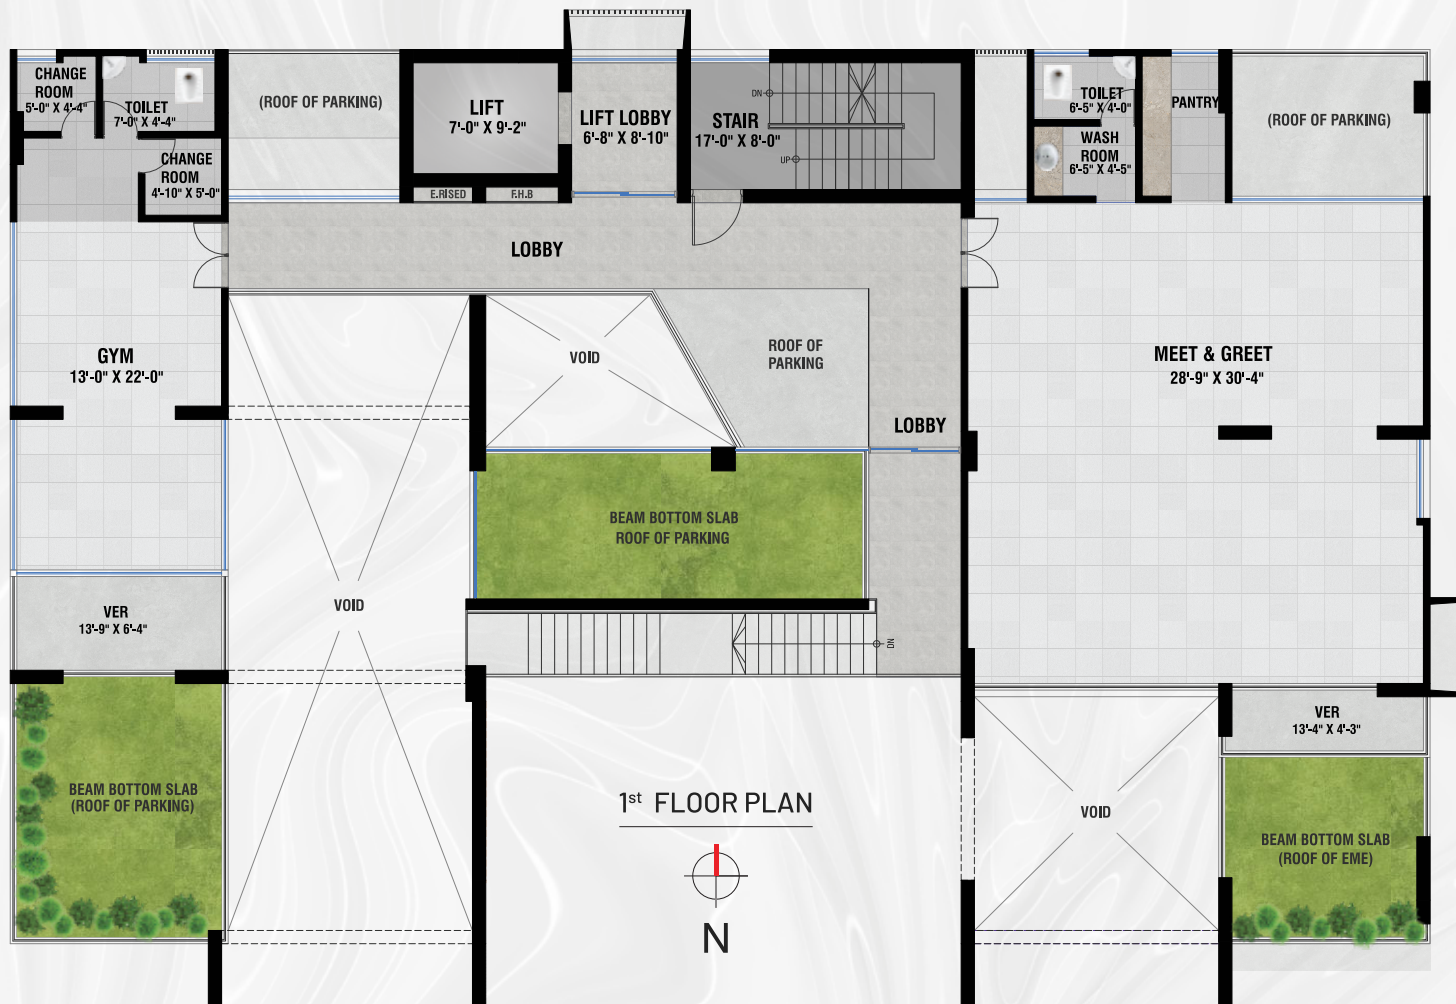 CHANGE
ROOM
5'-0" X 4'-4"
TOILET
7'-0" X 4'-4"
CHANGE
ROOM
4'-10" X 5'-0"
(ROOF OF PARKING)
LIFT
7'-0" X 9'-2"
LIFT LOBBY
6'-8" X 8'-10"
STAIR
17'-0" X 8'-0"
DN
UP
E.RISED
F.H.B
TOILET
6'-5" X 4'-0"
WASH
ROOM
6'-5" X 4'-5"
PANTRY
(ROOF OF PARKING)
LOBBY
GYM
13'-0" X 22'-0"
VOID
ROOF OF
PARKING
MEET & GREET
28'-9" X 30'-4"
LOBBY
BEAM BOTTOM SLAB
ROOF OF PARKING
VER
13'-9" X 6'-4"
VOID
DN
VER
13'-4" X 4'-3"
BEAM BOTTOM SLAB
(ROOF OF PARKING)
1st FLOOR PLAN
VOID
BEAM BOTTOM SLAB
(ROOF OF EME)
N